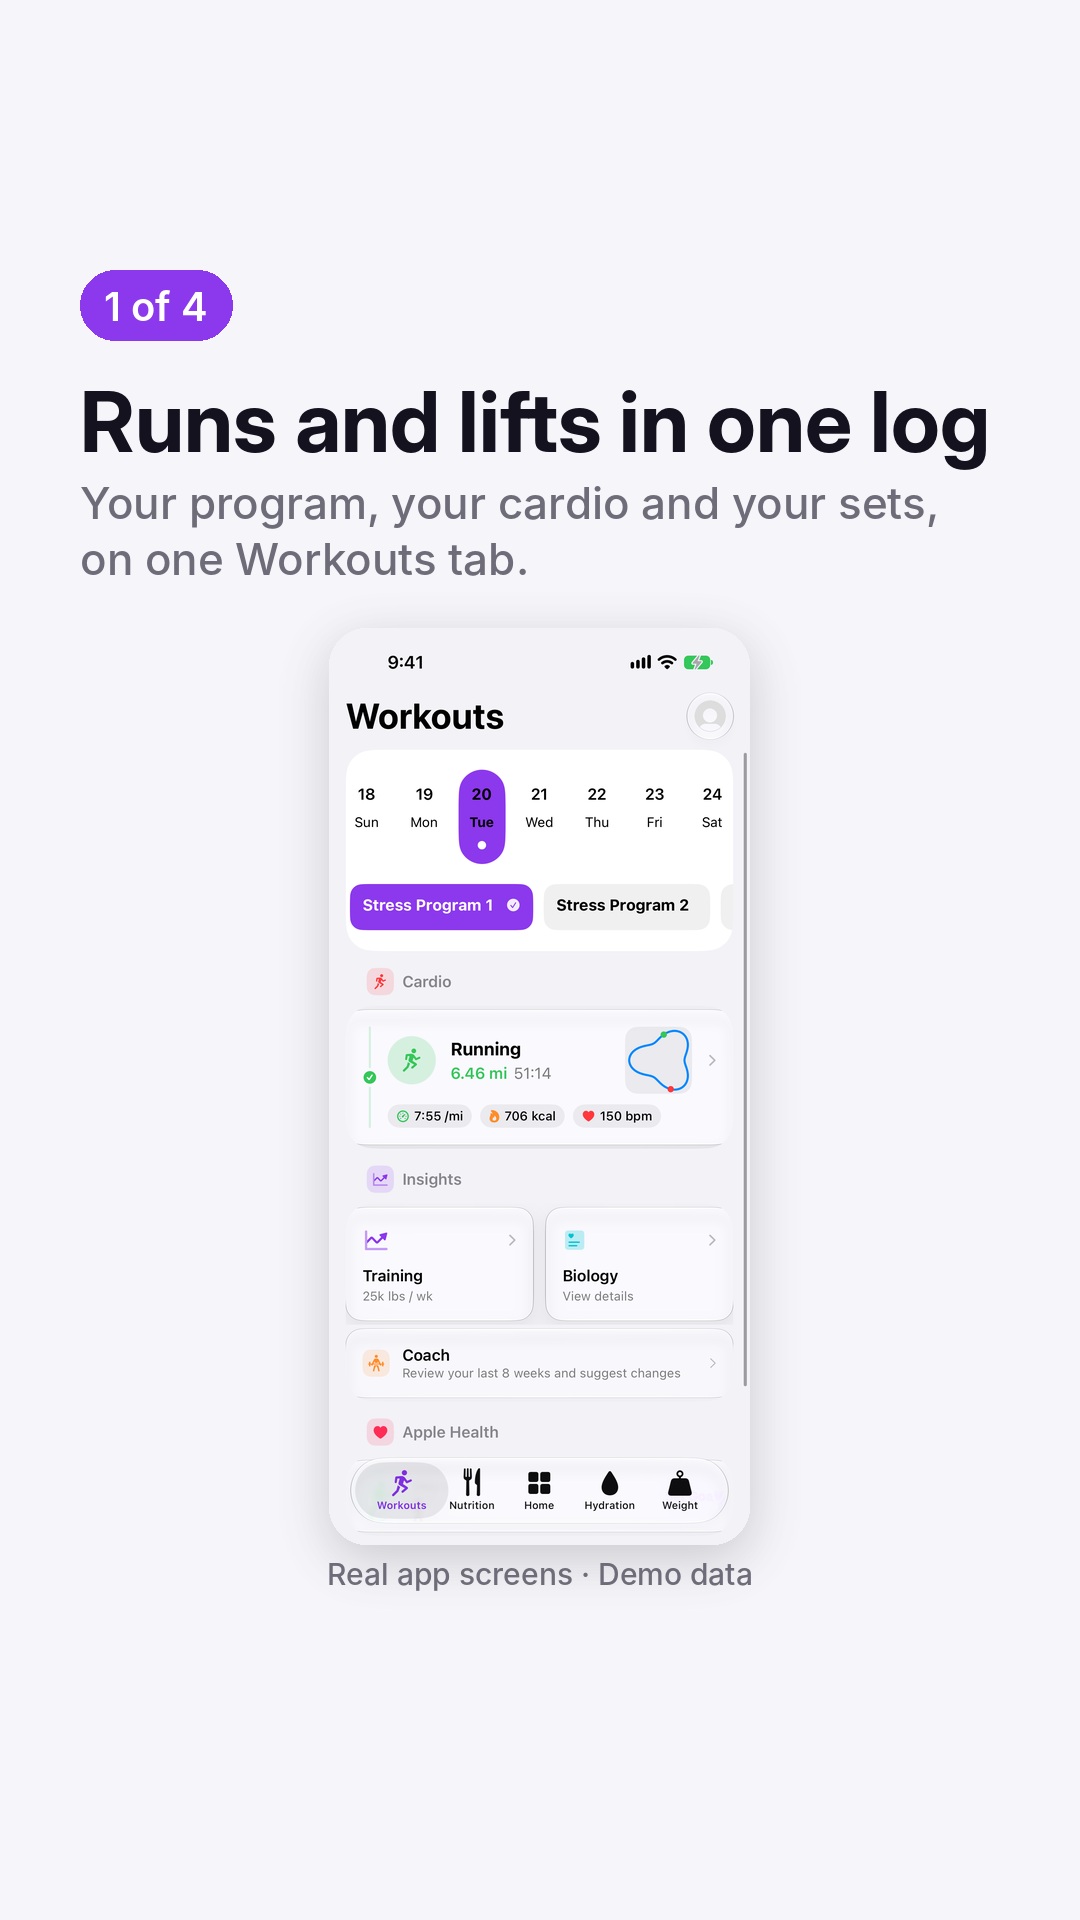 1 of 4
Runs and lifts in one log
Your program, your cardio and your sets,
on one Workouts tab.
9:41
Workouts
18 19 20 21 22 23 24
Sun Mon Tue Wed Thu Fri Sat
Stress Program 1 Stress Program 2
Cardio
Running
6.46 mi 51:14
7:55 /mi 706 kcal 150 bpm
Insights
Training Biology
25k lbs / wk View details
Coach
Review your last 8 weeks and suggest changes
Apple Health
Workouts Nutrition Home Hydration Weight
Real app screens · Demo data